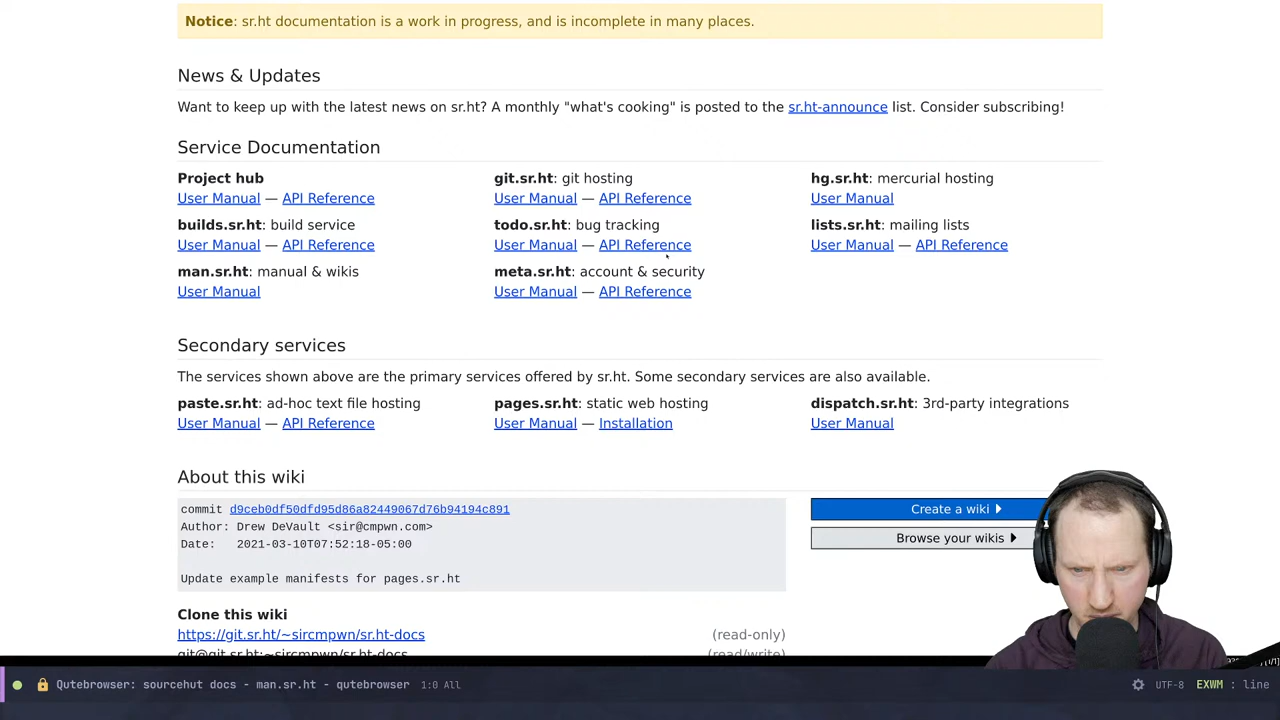 Notice: sr.ht documentation is a work in progress, and is incomplete in many places.
News & Updates
Want to keep up with the latest news on sr.ht? A monthly "what's cooking" is posted to the sr.ht-announce list. Consider subscribing!
Service Documentation
Project hub
User Manual — API Reference
git.sr.ht: git hosting
User Manual — API Reference
hg.sr.ht: mercurial hosting
User Manual
builds.sr.ht: build service
User Manual — API Reference
todo.sr.ht: bug tracking
User Manual — API Reference
lists.sr.ht: mailing lists
User Manual — API Reference
man.sr.ht: manual & wikis
User Manual
meta.sr.ht: account & security
User Manual — API Reference
Secondary services
The services shown above are the primary services offered by sr.ht. Some secondary services are also available.
paste.sr.ht: ad-hoc text file hosting
User Manual — API Reference
pages.sr.ht: static web hosting
User Manual — Installation
dispatch.sr.ht: 3rd-party integrations
User Manual
About this wiki
commit d9ceb0df50dfd95d86a82449067d76b94194c891
Author: Drew DeVault <sir@cmpwn.com>
Date: 2021-03-10T07:52:18-05:00
Update example manifests for pages.sr.ht
Create a wiki
Browse your wikis
Clone this wiki
https://git.sr.ht/~sircmpwn/sr.ht-docs (read-only)
git@git.sr.ht:~sircmpwn/sr.ht-docs (read/write)
Qutebrowser: sourcehut docs - man.sr.ht - qutebrowser 1:0 All UTF-8 EXWM : line